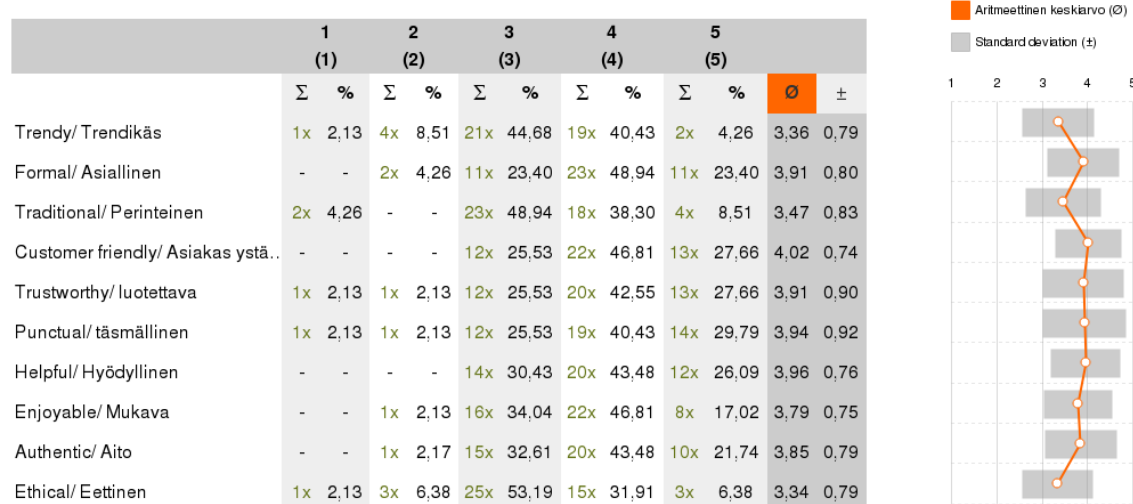 Aritmeettinen keskiarvo (Ø)
Standard deviation (±)
1 2 3 4 5
(1) (2) (3) (4) (5)
Σ % Σ % Σ % Σ % Σ % Ø ±
1 2 3 4 5
Trendy/ Trendikäs 1x 2,13 4x 8,51 21x 44,68 19x 40,43 2x 4,26 3,36 0,79
Formal/ Asiallinen - - 2x 4,26 11x 23,40 23x 48,94 11x 23,40 3,91 0,80
Traditional/ Perinteinen 2x 4,26 - - 23x 48,94 18x 38,30 4x 8,51 3,47 0,83
Customer friendly/ Asiakas ystä.. - - - - 12x 25,53 22x 46,81 13x 27,66 4,02 0,74
Trustworthy/ luotettava 1x 2,13 1x 2,13 12x 25,53 20x 42,55 13x 27,66 3,91 0,90
Punctual/ täsmällinen 1x 2,13 1x 2,13 12x 25,53 19x 40,43 14x 29,79 3,94 0,92
Helpful/ Hyödyllinen - - - - 14x 30,43 20x 43,48 12x 26,09 3,96 0,76
Enjoyable/ Mukava - - 1x 2,13 16x 34,04 22x 46,81 8x 17,02 3,79 0,75
Authentic/ Aito - - 1x 2,17 15x 32,61 20x 43,48 10x 21,74 3,85 0,79
Ethical/ Eettinen 1x 2,13 3x 6,38 25x 53,19 15x 31,91 3x 6,38 3,34 0,79